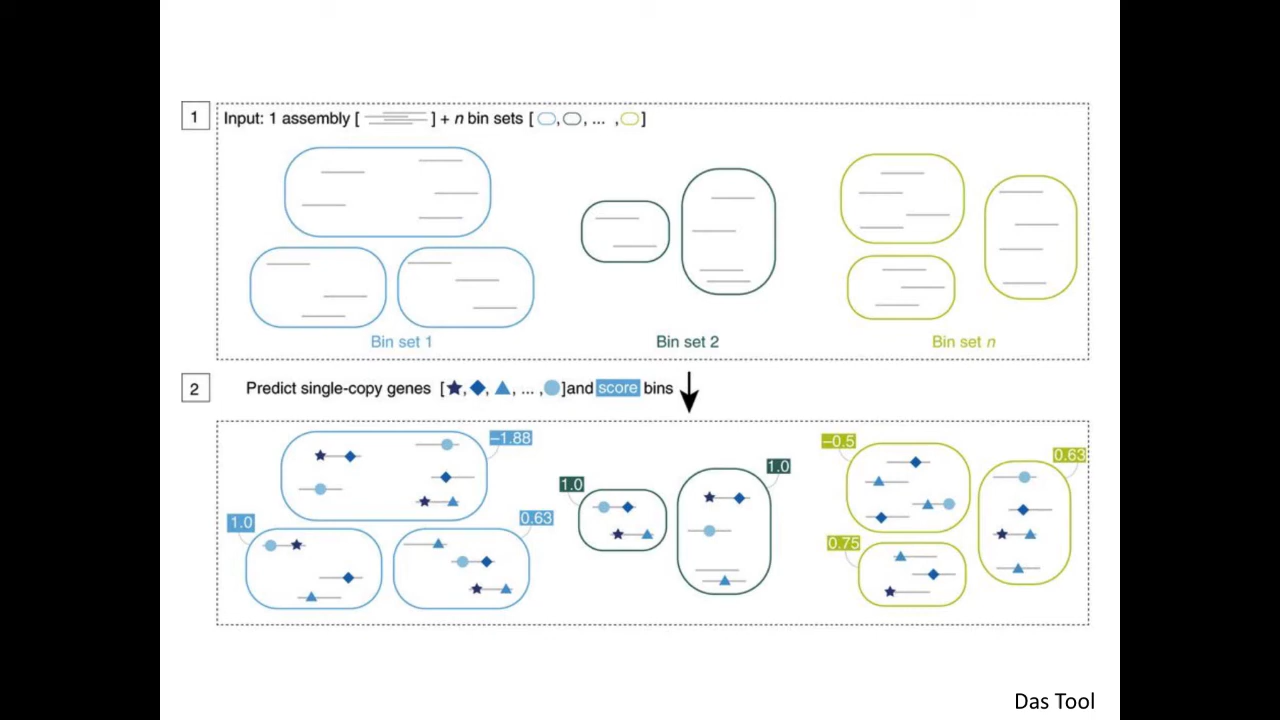 1
Input: 1 assembly [ ] + n bin sets [ , , ... , ]
Bin set 1
Bin set 2
Bin set n
2
Predict single-copy genes [ , , , ... , ]and score bins
–1.88
1.0
0.63
1.0
1.0
–0.5
0.63
0.75
Das Tool